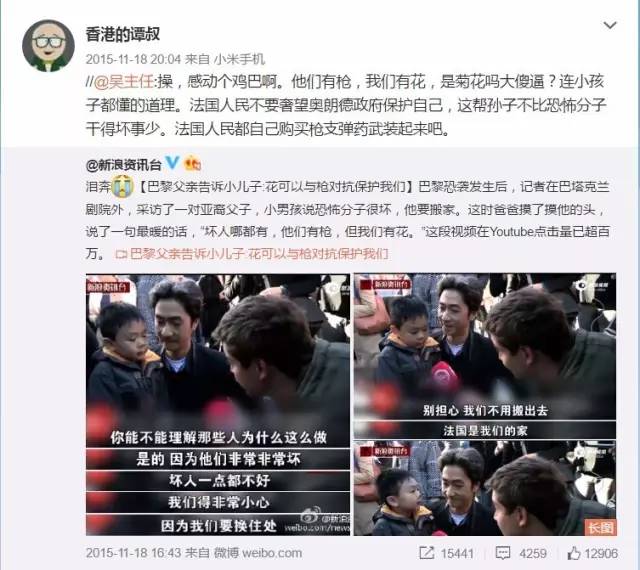 香港的谭叔
2015-11-18 20:04 来自 小米手机
//@吴主任:操，感动个鸡巴啊。他们有枪，我们有花，是菊花吗大傻逼？连小孩
子都懂的道理。法国人民不要奢望奥朗德政府保护自己，这帮孙子不比恐怖分子
干得坏事少。法国人民都自己购买枪支弹药武装起来吧。
@新浪资讯台
泪奔【巴黎父亲告诉小儿子:花可以与枪对抗保护我们】巴黎恐袭发生后，记者在巴塔克兰
剧院外，采访了一对亚裔父子，小男孩说恐怖分子很坏，他要搬家。这时爸爸摸了摸他的头，
说了一句最暖的话，“坏人哪都有，他们有枪，但我们有花。”这段视频在Youtube点击量已超百
万。 巴黎父亲告诉小儿子:花可以与枪对抗保护我们
新浪资讯台
你能不能理解那些人为什么这么做
是的 因为他们非常非常坏
坏人一点都不好
我们得非常小心
因为我们要换住处
weibo.com/news
新浪资讯台
别担心 我们不用搬出去
法国是我们的家
新浪资讯台
长图
2015-11-18 16:43 来自 微博 weibo.com
15441
4259
12906